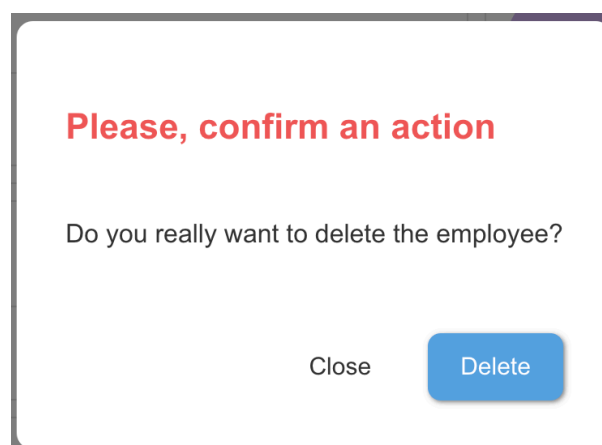 Please, confirm an action
Do you really want to delete the employee?
Close
Delete